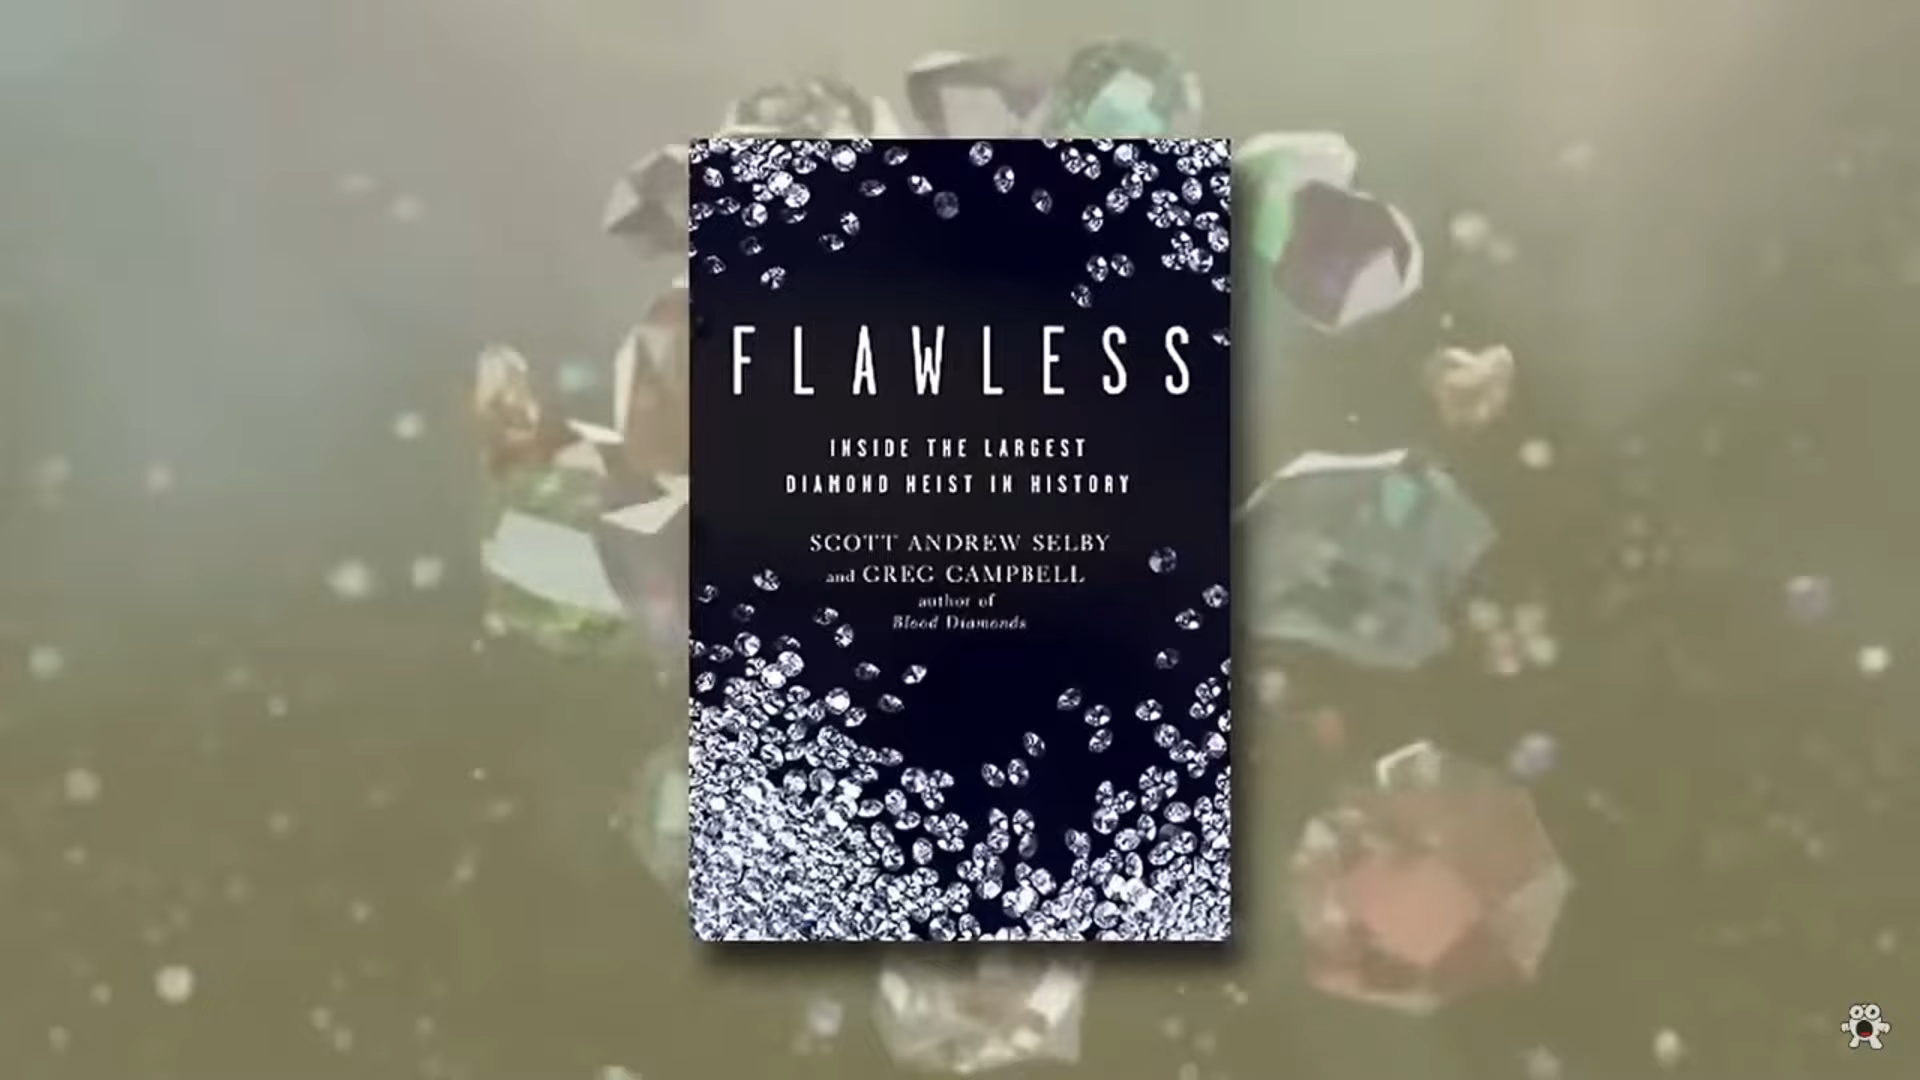 FLAWLESS
INSIDE THE LARGEST
DIAMOND HEIST IN HISTORY
SCOTT ANDREW SELBY
and GREG CAMPBELL
author of
Blood Diamonds